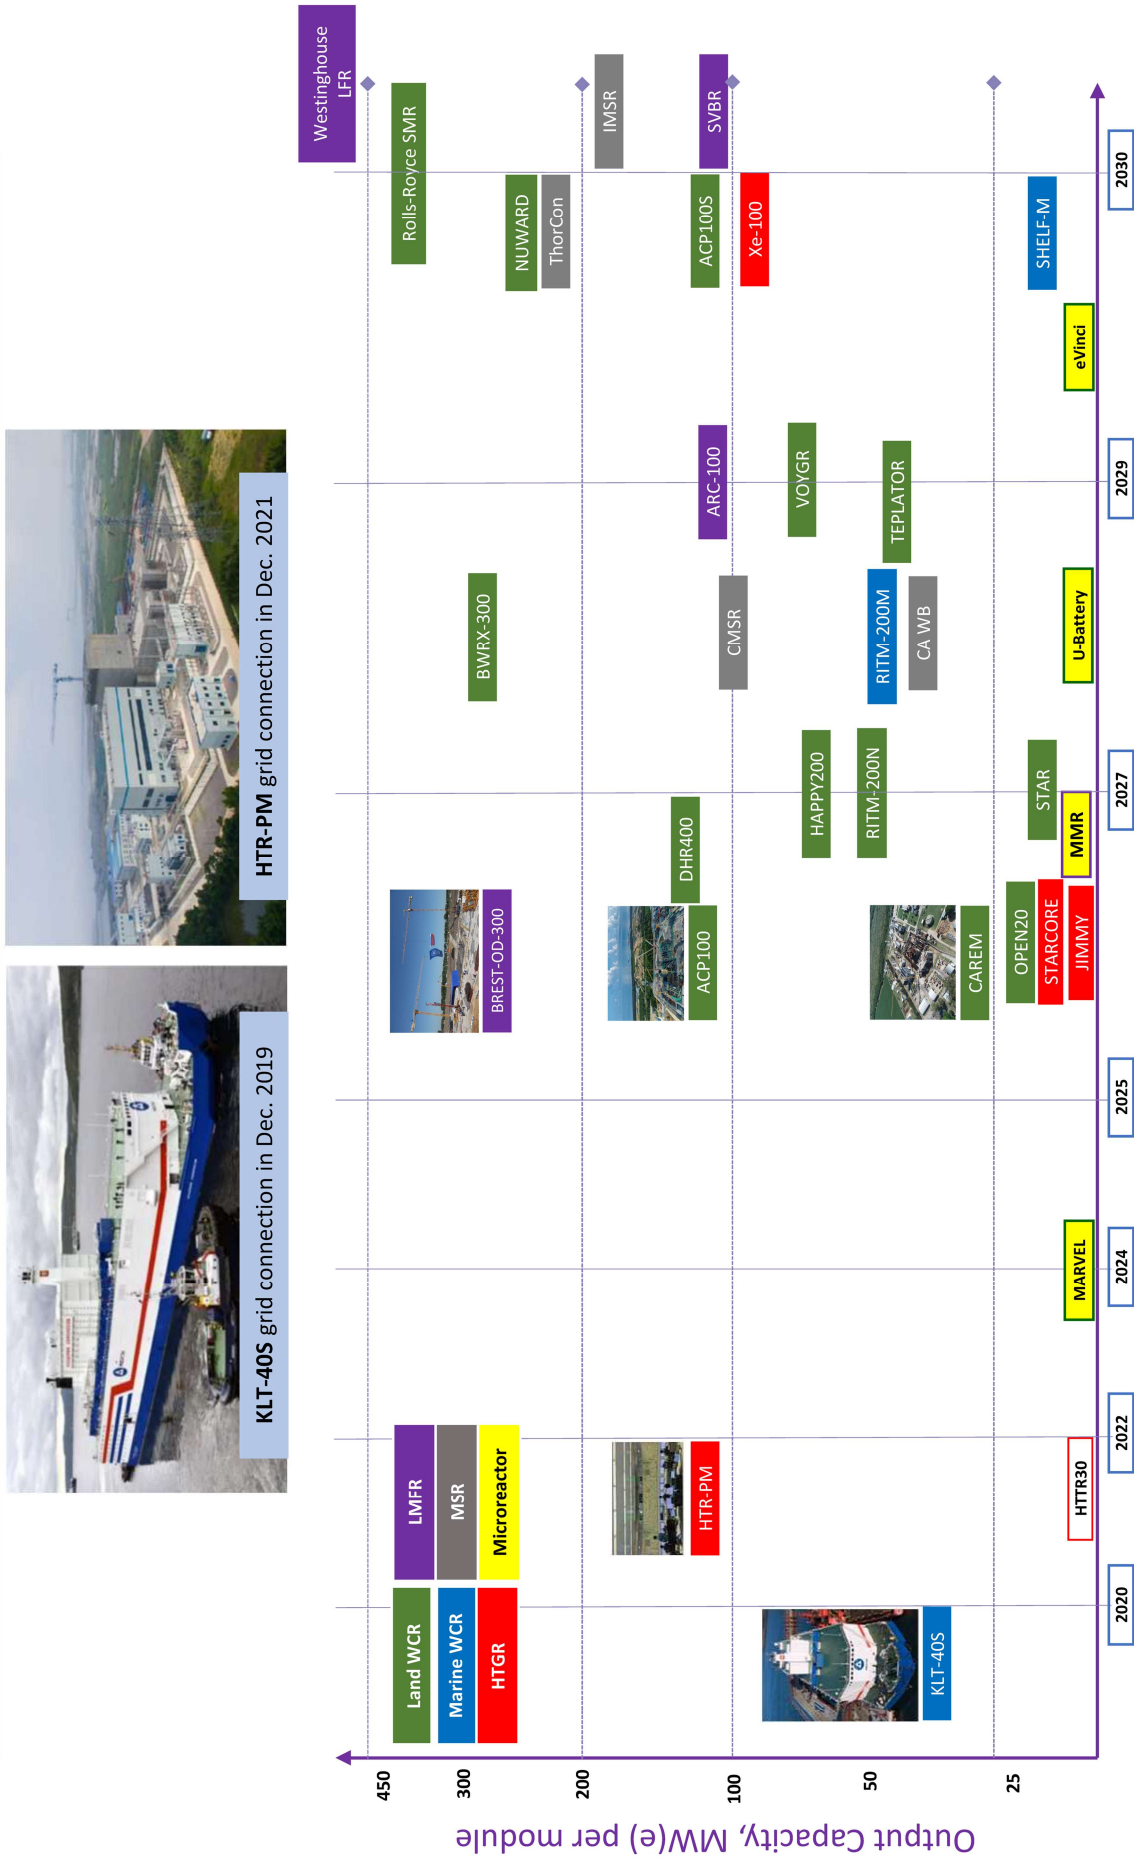 KLT-40S grid connection in Dec. 2019
HTR-PM grid connection in Dec. 2021
Output Capacity, MW(e) per module
450
300
200
100
50
25
Land WCR
Marine WCR
HTGR
LMFR
MSR
Microreactor
KLT-40S
HTR-PM
HTTR30
MARVEL
BREST-OD-300
ACP100
CAREM
OPEN20
STARCORE
JIMMY
DHR400
MMR
HAPPY200
RITM-200N
STAR
BWRX-300
CMSR
RITM-200M
CA WB
U-Battery
ARC-100
VOYGR
TEPLATOR
eVinci
Rolls-Royce SMR
NUWARD
ThorCon
ACP100S
Xe-100
SHELF-M
Westinghouse
LFR
IMSR
SVBR
2020
2022
2024
2025
2027
2029
2030